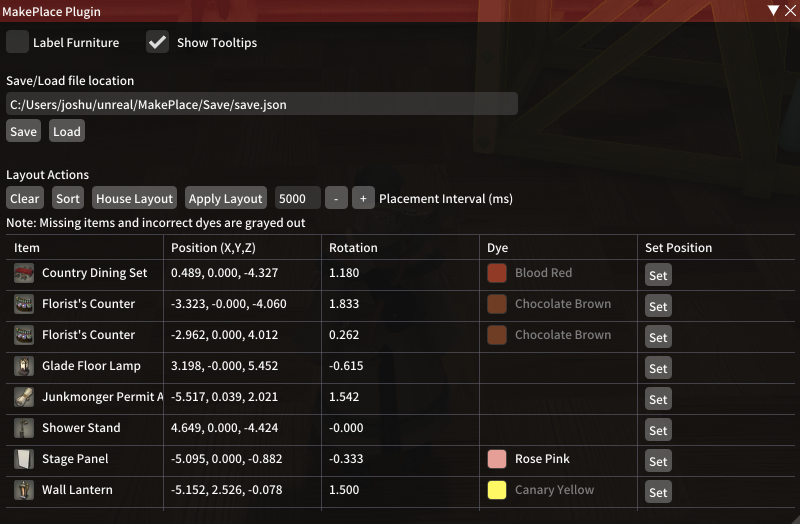 MakePlace Plugin
Label Furniture Show Tooltips
Save/Load file location
C:/Users/joshu/unreal/MakePlace/Save/save.json
Save Load
Layout Actions
Clear Sort House Layout Apply Layout 5000 - + Placement Interval (ms)
Note: Missing items and incorrect dyes are grayed out
Item Position (X,Y,Z) Rotation Dye Set Position
Country Dining Set 0.489, 0.000, -4.327 1.180 Blood Red Set
Florist's Counter -3.323, -0.000, -4.060 1.833 Chocolate Brown Set
Florist's Counter -2.962, 0.000, 4.012 0.262 Chocolate Brown Set
Glade Floor Lamp 3.198, -0.000, 5.452 -0.615 Set
Junkmonger Permit A -5.517, 0.039, 2.021 1.542 Set
Shower Stand 4.649, 0.000, -4.424 -0.000 Set
Stage Panel -5.095, 0.000, -0.882 -0.333 Rose Pink Set
Wall Lantern -5.152, 2.526, -0.078 1.500 Canary Yellow Set